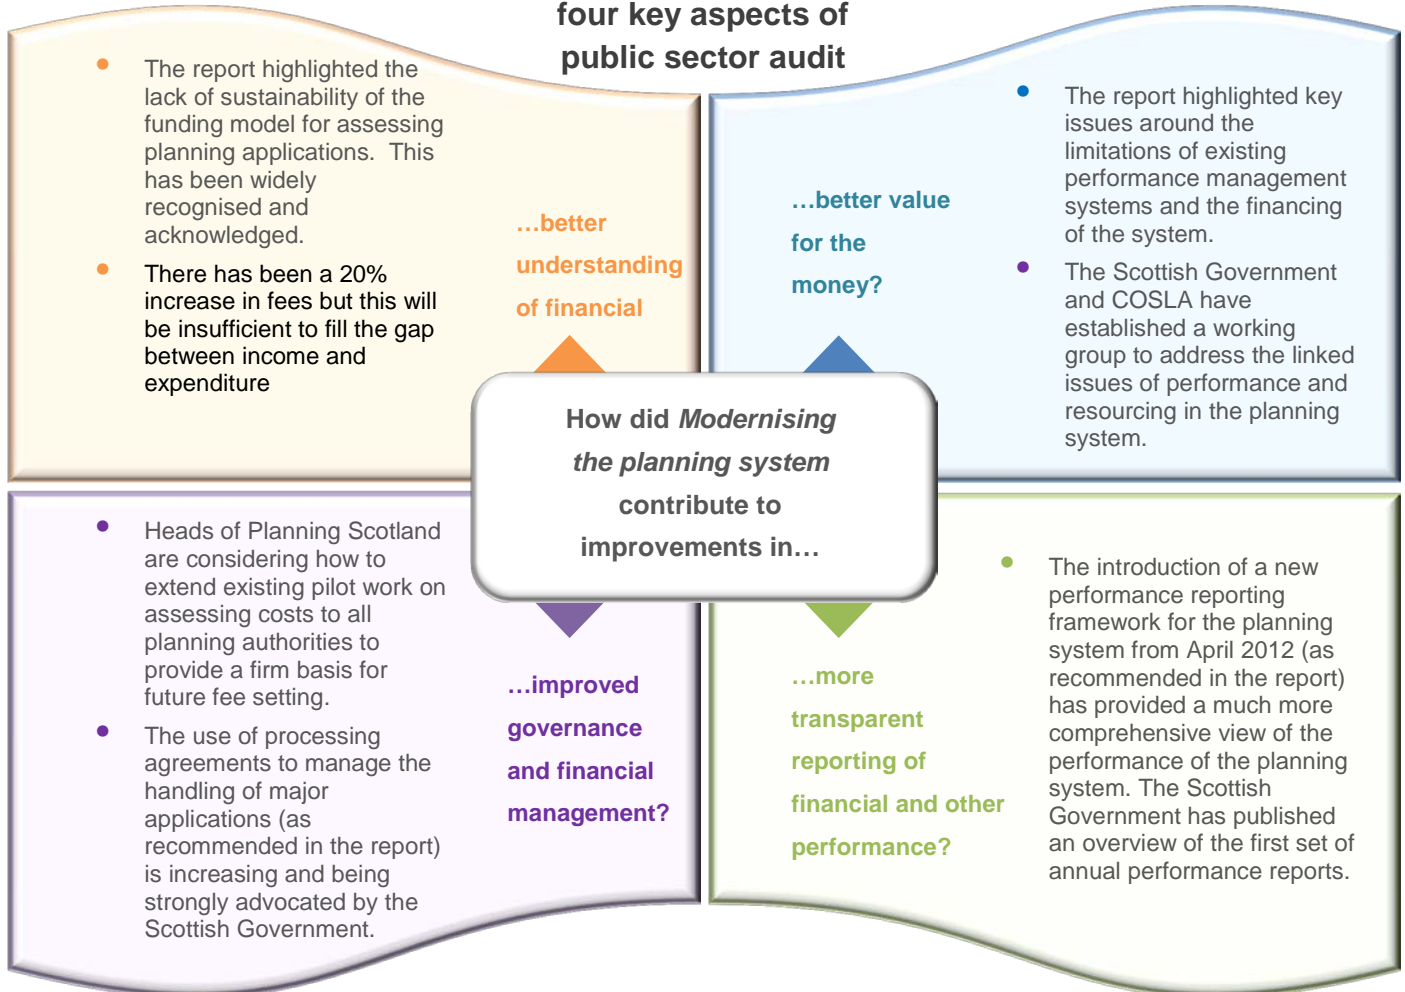 four key aspects of
public sector audit
• The report highlighted the
lack of sustainability of the
funding model for assessing
planning applications.  This
has been widely
recognised and
acknowledged.
• There has been a 20%
increase in fees but this will
be insufficient to fill the gap
between income and
expenditure
…better
understanding
of financial
…better value
for the
money?
• The report highlighted key
issues around the
limitations of existing
performance management
systems and the financing
of the system.
• The Scottish Government
and COSLA have
established a working
group to address the linked
issues of performance and
resourcing in the planning
system.
How did Modernising
the planning system
contribute to
improvements in…
• Heads of Planning Scotland
are considering how to
extend existing pilot work on
assessing costs to all
planning authorities to
provide a firm basis for
future fee setting.
• The use of processing
agreements to manage the
handling of major
applications (as
recommended in the report)
is increasing and being
strongly advocated by the
Scottish Government.
…improved
governance
and financial
management?
…more
transparent
reporting of
financial and other
performance?
• The introduction of a new
performance reporting
framework for the planning
system from April 2012 (as
recommended in the report)
has provided a much more
comprehensive view of the
performance of the planning
system. The Scottish
Government has published
an overview of the first set of
annual performance reports.